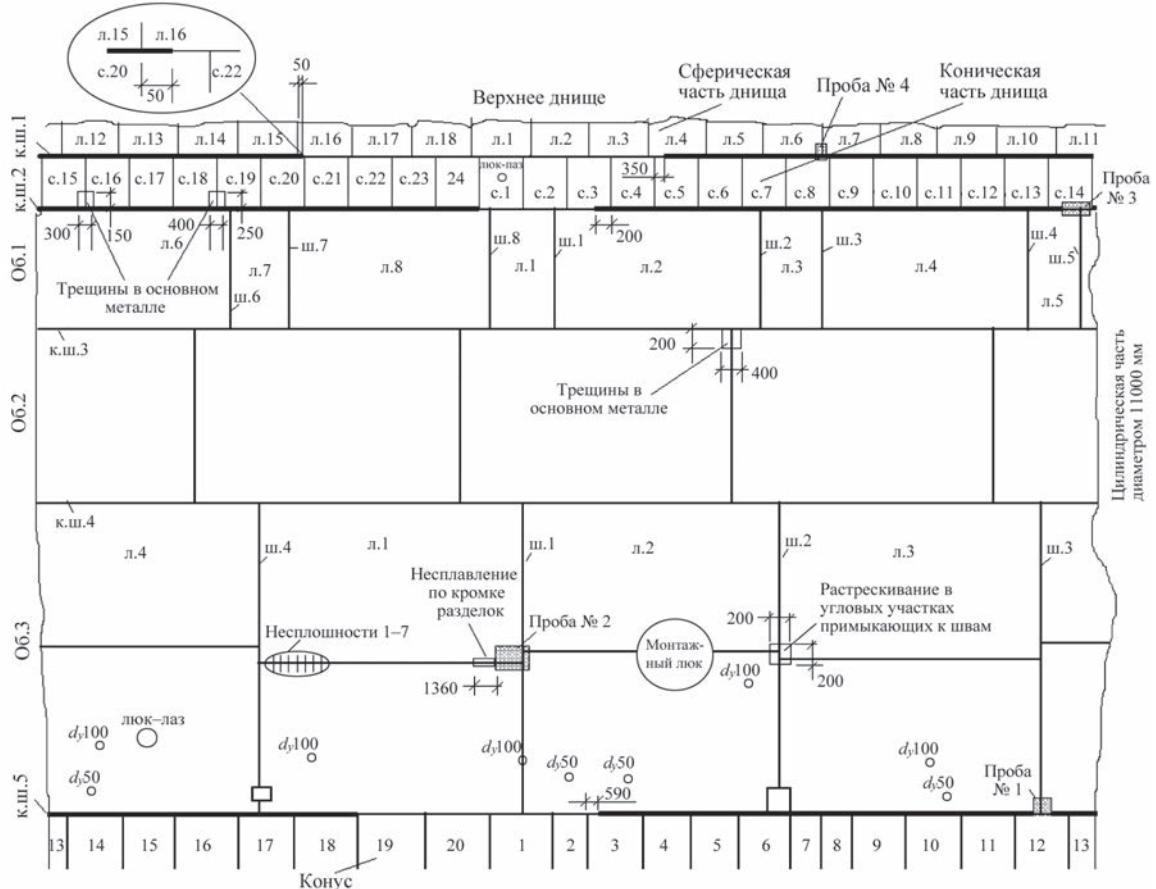 л.15
л.16
с.20
с.22
50
50
Верхнее днище
Сферическая
часть днища
Проба № 4
Коническая
часть днища
к.ш.1
л.12
л.13
л.14
л.15
л.16
л.17
л.18
л.1
л.2
л.3
л.4
л.5
л.6
л.7
л.8
л.9
л.10
л.11
к.ш.2
с.15
с.16
с.17
с.18
с.19
с.20
с.21
с.22
с.23
24
люк-лаз
с.1
с.2
с.3
350
с.4
с.5
с.6
с.7
с.8
с.9
с.10
с.11
с.12
с.13
с.14
Проба
№ 3
300
150
л.6
400
250
200
Об.1
Трещины в основном
металле
л.7
ш.6
ш.7
л.8
ш.8
л.1
ш.1
л.2
ш.2
л.3
ш.3
л.4
ш.4
ш.5
л.5
к.ш.3
Об.2
200
400
Трещины в
основном металле
Цилиндрическая часть
диаметром 11000 мм
к.ш.4
Об.3
л.4
ш.4
л.1
ш.1
л.2
ш.2
л.3
ш.3
Несплавление
по кромке
разделок
Проба № 2
Несплошности 1–7
1360
Монтаж-
ный люк
200
Растрескивание в
угловых участках
примыкающих к швам
200
dу100
люк–лаз
dу100
dу50
dу100
dу100
dу50
dу50
590
dу100
dу50
Проба
№ 1
к.ш.5
13
14
15
16
17
18
19
20
1
2
3
4
5
6
7
8
9
10
11
12
13
Конус